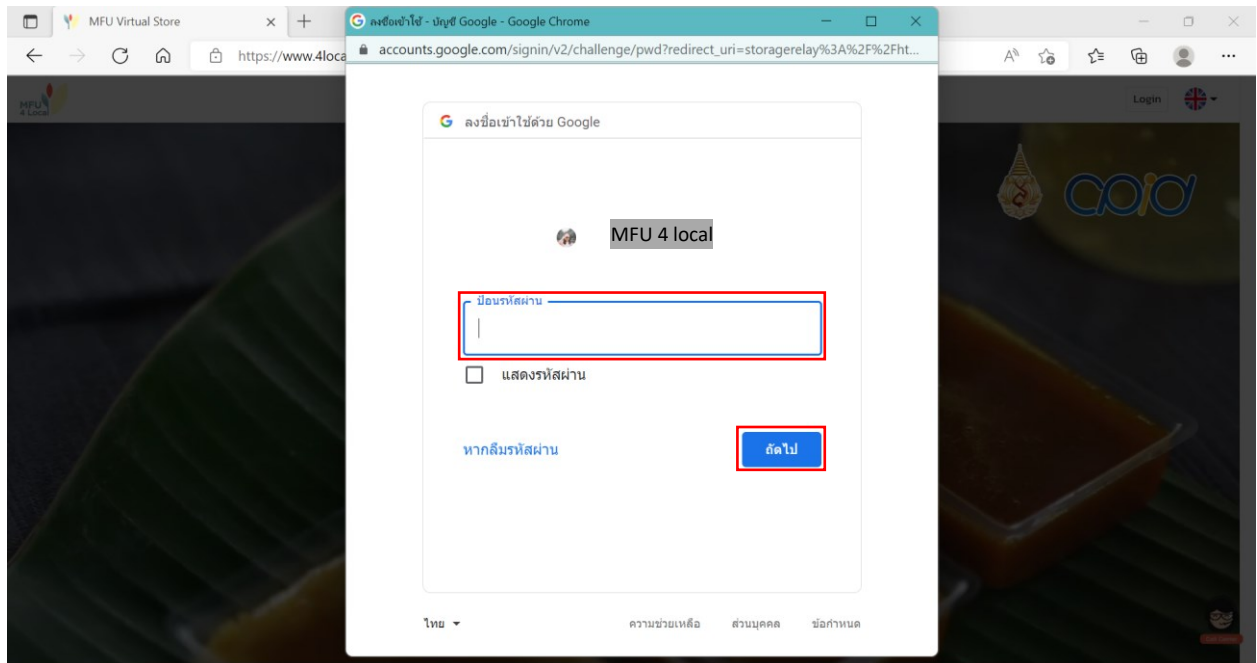 MFU Virtual Store
ลงชื่อเข้าใช้ - บัญชี Google - Google Chrome
https://www.4loca
accounts.google.com/signin/v2/challenge/pwd?redirect_uri=storagerelay%3A%2F%2Fht...
MFU
4 Local
Login
ลงชื่อเข้าใช้ด้วย Google
MFU 4 local
ป้อนรหัสผ่าน
แสดงรหัสผ่าน
หากลืมรหัสผ่าน
ถัดไป
ไทย
ความช่วยเหลือ
ส่วนบุคคล
ข้อกำหนด